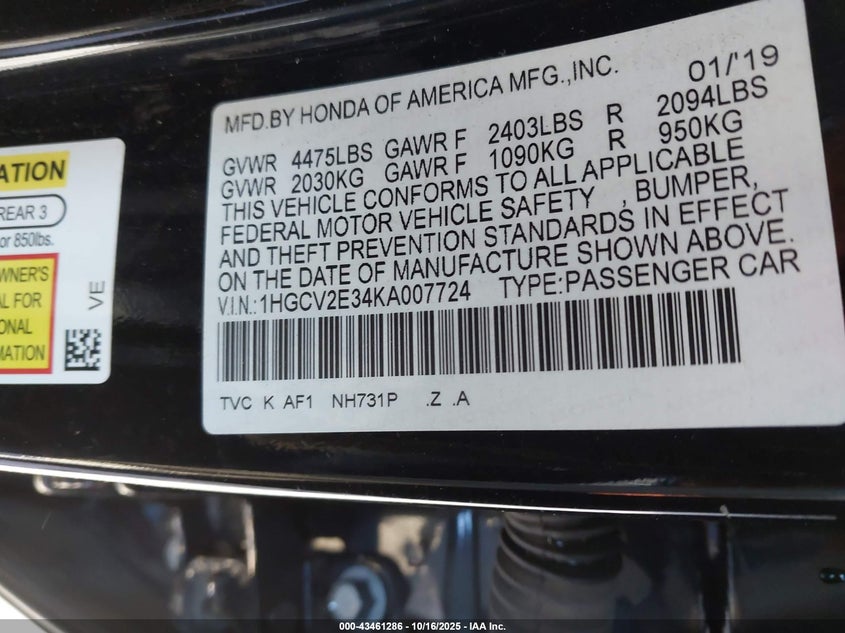 ATION
REAR 3
or 850lbs.
WNER'S
AL FOR
ONAL
MATION
VE
MFD.BY HONDA OF AMERICA MFG.,INC. 01/'19
GVWR 4475LBS GAWR F 2403LBS R 2094LBS
GVWR 2030KG GAWR F 1090KG R 950KG
THIS VEHICLE CONFORMS TO ALL APPLICABLE
FEDERAL MOTOR VEHICLE SAFETY , BUMPER,
AND THEFT PREVENTION STANDARDS IN EFFECT
ON THE DATE OF MANUFACTURE SHOWN ABOVE.
V.I.N.:1HGCV2E34KA007724 TYPE:PASSENGER CAR
TVC K AF1 NH731P .Z .A
000-43461286 - 10/16/2025 - IAA Inc.